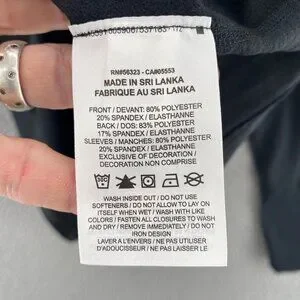 RN#56323 - CA#05553
MADE IN SRI LANKA
FABRIQUE AU SRI LANKA
FRONT / DEVANT: 80% POLYESTER
20% SPANDEX / ELASTHANNE
BACK / DOS: 83% POLYESTER
17% SPANDEX / ELASTHANNE
SLEEVES / MANCHES: 80% POLYESTER
20% SPANDEX / ELASTHANNE
EXCLUSIVE OF DECORATION /
DECORATION NON COMPRISE
WASH INSIDE OUT / DO NOT USE
SOFTENERS / DO NOT ALLOW TO LAY ON
ITSELF WHEN WET / WASH WITH LIKE
COLORS / FASTEN ALL CLOSURES TO WASH
AND DRY / REMOVE IMMEDIATELY / DO NOT
IRON DESIGN
LAVER A L'ENVERS / NE PAS UTILISER
D'ADOUCISSEUR / NE PAS LAISSER LE